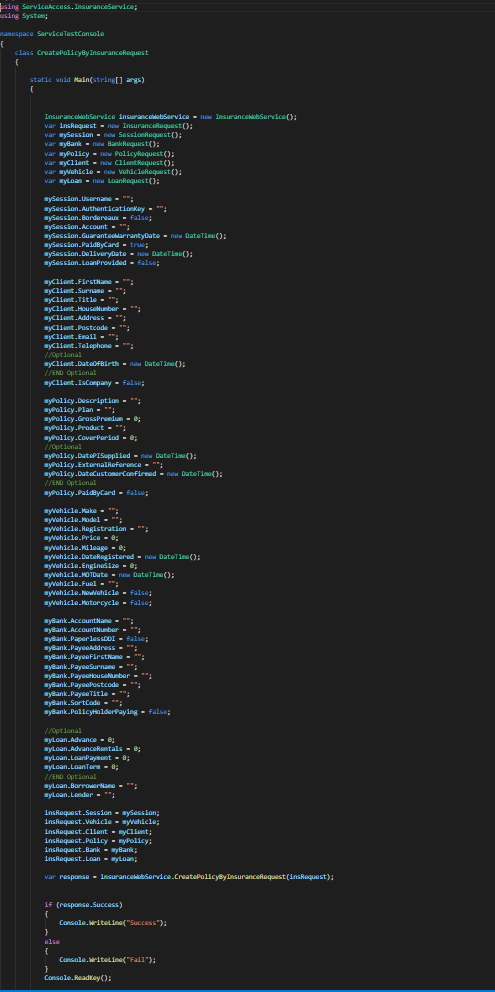 using ServiceAccess.InsuranceService;
using System;
namespace ServiceTestConsole
{
class CreatePolicyByInsuranceRequest
{
static void Main(string[] args)
{
InsuranceWebService insuranceWebService = new InsuranceWebService();
var insRequest = new InsuranceRequest();
var mySession = new SessionRequest();
var myBank = new BankRequest();
var myPolicy = new PolicyRequest();
var myClient = new ClientRequest();
var myVehicle = new VehicleRequest();
var myLoan = new LoanRequest();
mySession.Username = "";
mySession.AuthenticationKey = "";
mySession.Bordereaux = false;
mySession.Account = "";
mySession.GuaranteeWarrantyDate = new DateTime();
mySession.PaidByCard = true;
mySession.DeliveryDate = new DateTime();
mySession.LoanProvided = false;
myClient.FirstName = "";
myClient.Surname = "";
myClient.Title = "";
myClient.HouseNumber = "";
myClient.Address = "";
myClient.Postcode = "";
myClient.Email = "";
myClient.Telephone = "";
//Optional
myClient.DateOfBirth = new DateTime();
//END Optional
myClient.IsCompany = false;
myPolicy.Description = "";
myPolicy.Plan = "";
myPolicy.GrossPremium = 0;
myPolicy.Product = "";
myPolicy.CoverPeriod = 0;
//Optional
myPolicy.DatePISupplied = new DateTime();
myPolicy.ExternalReference = "";
myPolicy.DateCustomerComfirmed = new DateTime();
//END Optional
myPolicy.PaidByCard = false;
myVehicle.Make = "";
myVehicle.Model = "";
myVehicle.Registration = "";
myVehicle.Price = 0;
myVehicle.Mileage = 0;
myVehicle.DateRegistered = new DateTime();
myVehicle.EngineSize = 0;
myVehicle.MOTDate = new DateTime();
myVehicle.Fuel = "";
myVehicle.NewVehicle = false;
myVehicle.Motorcycle = false;
myBank.AccountName = "";
myBank.AccountNumber = "";
myBank.PaperlessDDI = false;
myBank.PayeeAddress = "";
myBank.PayeeFirstName = "";
myBank.PayeeSurname = "";
myBank.PayeeHouseNumber = "";
myBank.PayeePostcode = "";
myBank.PayeeTitle = "";
myBank.SortCode = "";
myBank.PolicyHolderPaying = false;
//Optional
myLoan.Advance = 0;
myLoan.AdvanceRentals = 0;
myLoan.LoanPayment = 0;
myLoan.LoanTerm = 0;
//END Optional
myLoan.BorrowerName = "";
myLoan.Lender = "";
insRequest.Session = mySession;
insRequest.Vehicle = myVehicle;
insRequest.Client = myClient;
insRequest.Policy = myPolicy;
insRequest.Bank = myBank;
insRequest.Loan = myLoan;
var response = insuranceWebService.CreatePolicyByInsuranceRequest(insRequest);
if (response.Success)
{
Console.WriteLine("Success");
}
else
{
Console.WriteLine("Fail");
}
Console.ReadKey();